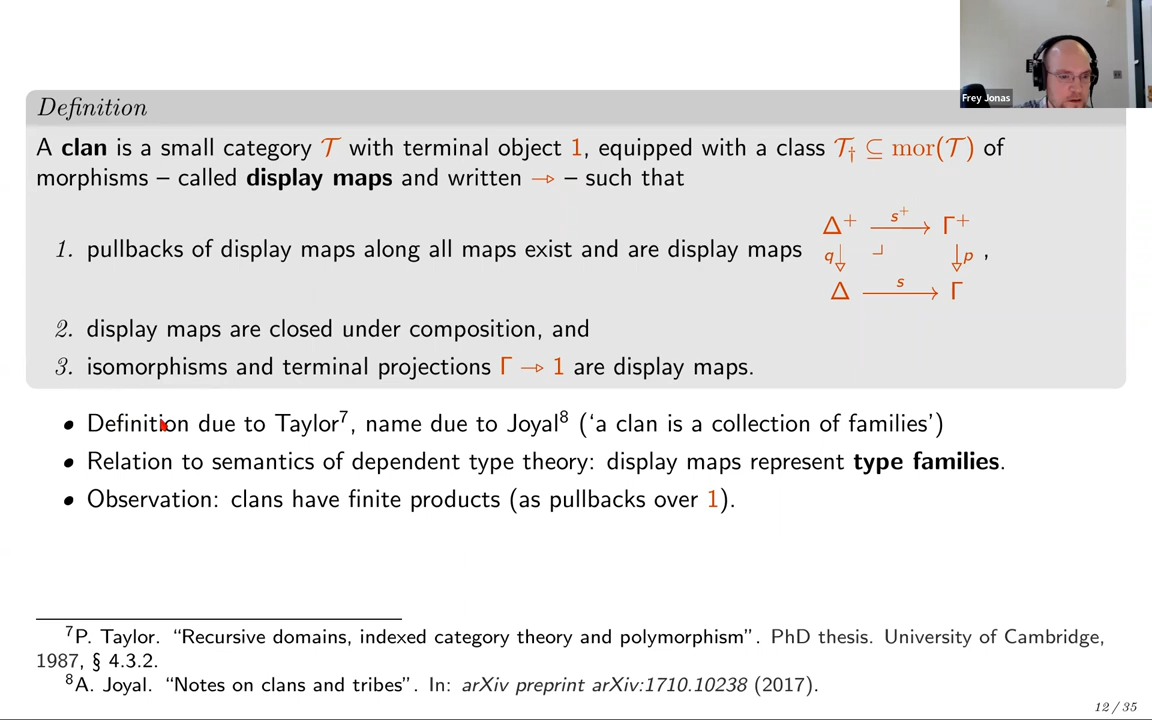 Frey Jonas
Definition
A clan is a small category 𝒯 with terminal object 1, equipped with a class 𝒯† ⊆ mor(𝒯) of
morphisms – called display maps and written ⇾ – such that
1. pullbacks of display maps along all maps exist and are display maps
Δ⁺ s⁺ Γ⁺
q ⌟ p ,
Δ s Γ
2. display maps are closed under composition, and
3. isomorphisms and terminal projections Γ ⇾ 1 are display maps.
• Definition due to Taylor⁷, name due to Joyal⁸ (‘a clan is a collection of families’)
• Relation to semantics of dependent type theory: display maps represent type families.
• Observation: clans have finite products (as pullbacks over 1).
⁷P. Taylor. “Recursive domains, indexed category theory and polymorphism”. PhD thesis. University of Cambridge,
1987, § 4.3.2.
⁸A. Joyal. “Notes on clans and tribes”. In: arXiv preprint arXiv:1710.10238 (2017).
12 / 35